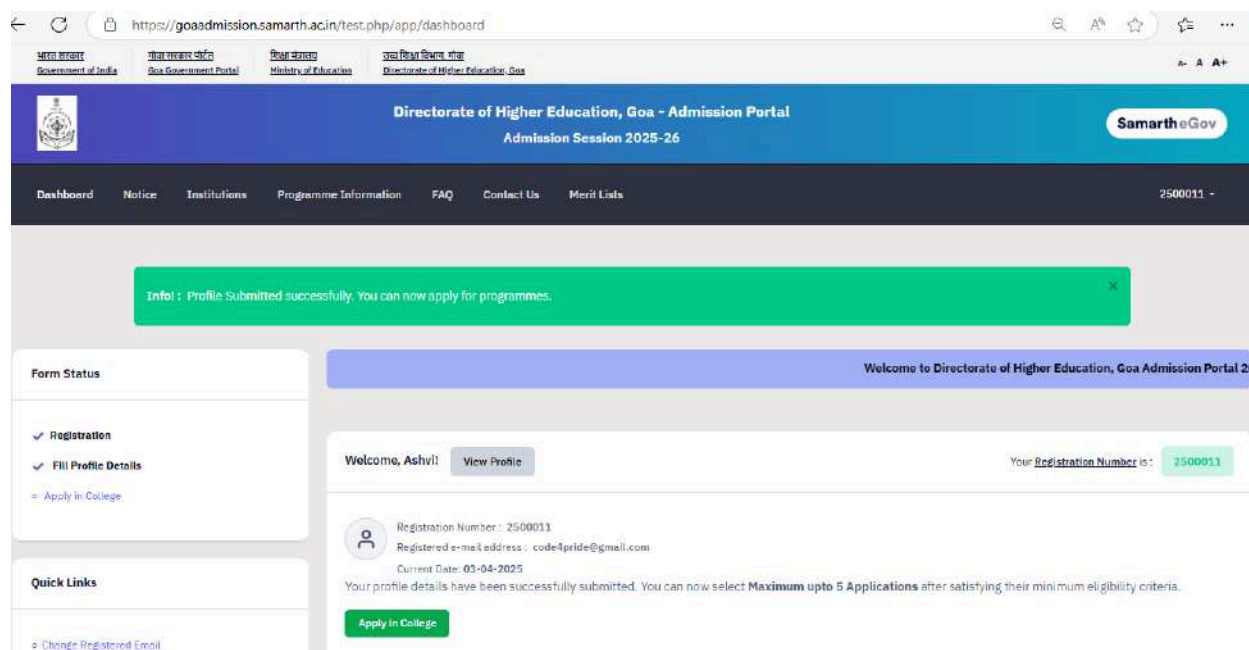 https://goaadmission.samarth.ac.in/test.php/app/dashboard
भारत सरकार
Government of India
गोवा सरकार पोर्टल
Goa Government Portal
शिक्षा मंत्रालय
Ministry of Education
उच्च शिक्षा विभाग, गोवा
Directorate of Higher Education, Goa
A- A A+
Directorate of Higher Education, Goa - Admission Portal
Admission Session 2025-26
SamartheGov
Dashboard Notice Institutions Programme Information FAQ Contact Us Merit Lists 2500011
Info! : Profile Submitted successfully. You can now apply for programmes. ×
Form Status
Registration
Fill Profile Details
Apply in College
Quick Links
Change Registered Email
Welcome to Directorate of Higher Education, Goa Admission Portal 2
Welcome, Ashvi! View Profile
Your Registration Number is : 2500011
Registration Number : 2500011
Registered e-mail address : code4pride@gmail.com
Current Date: 03-04-2025
Your profile details have been successfully submitted. You can now select Maximum upto 5 Applications after satisfying their minimum eligibility criteria.
Apply in College